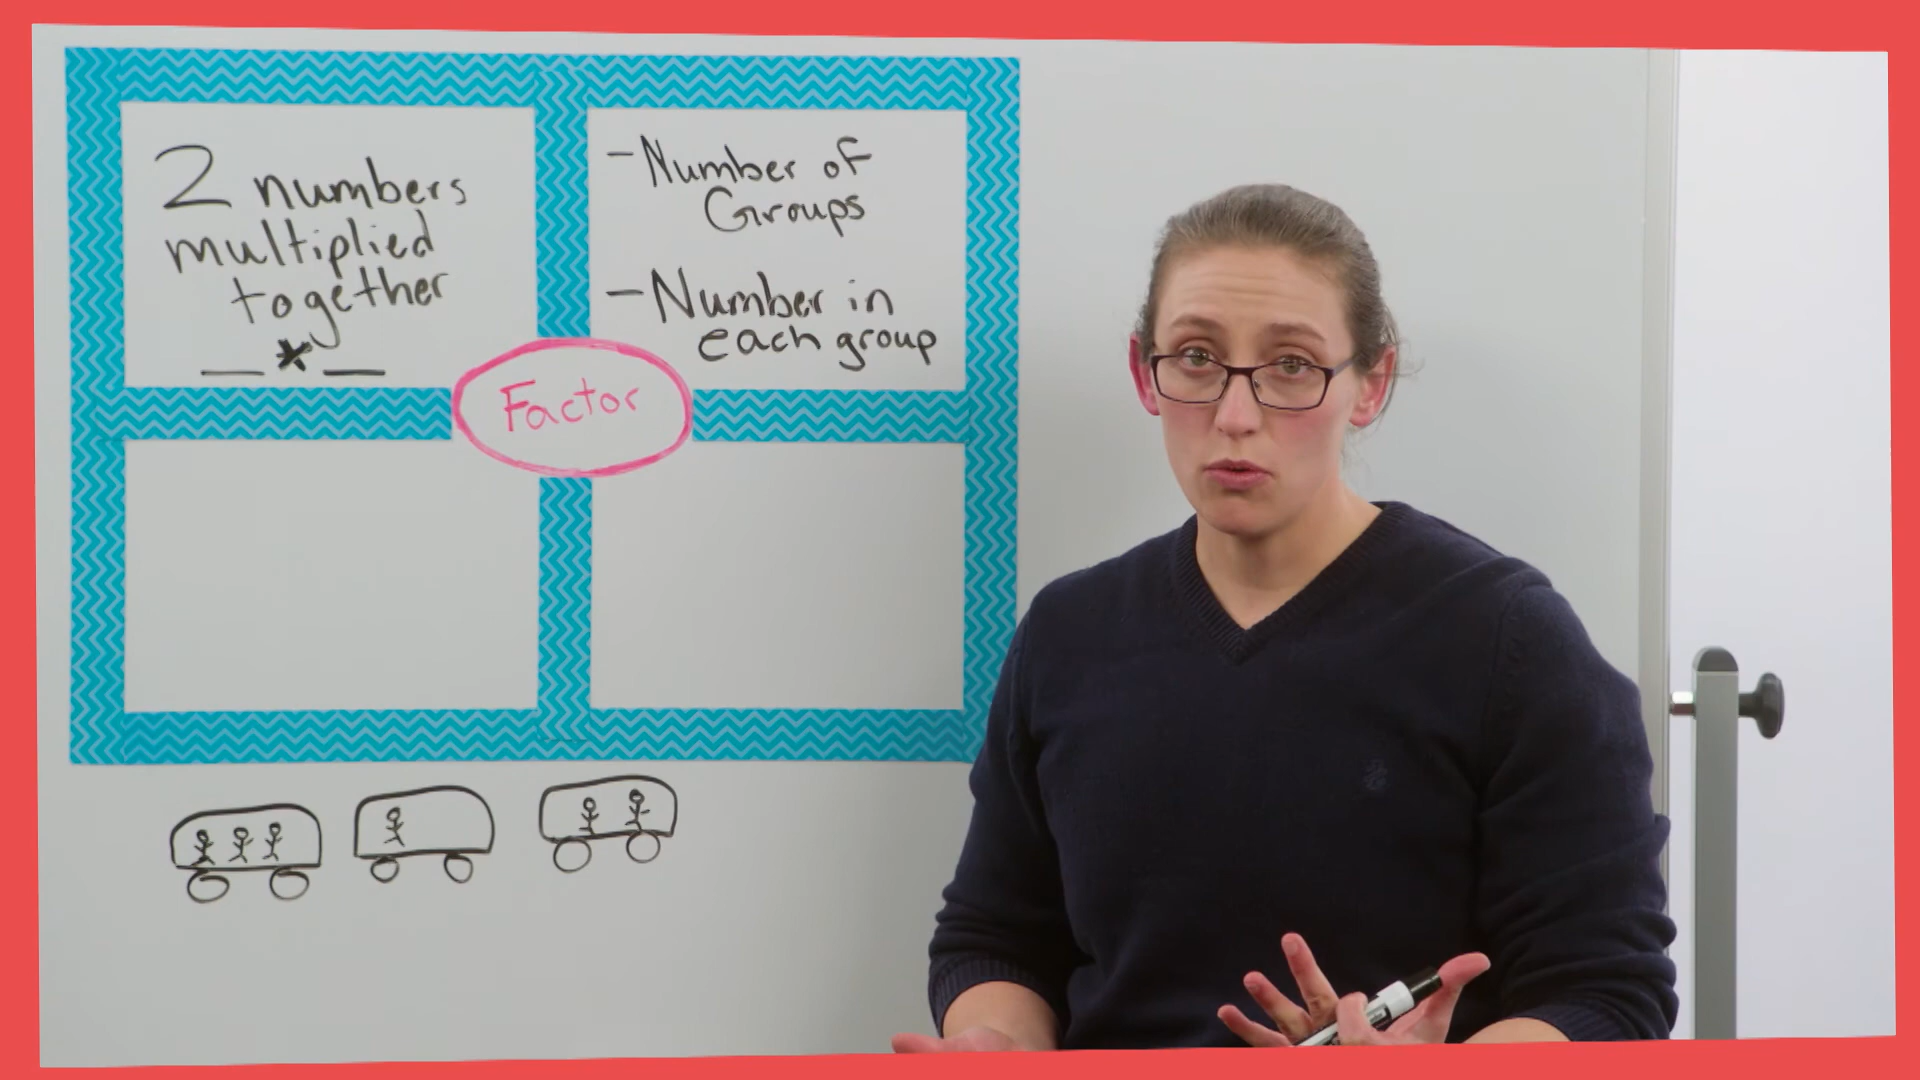 2 numbers
multiplied
together
__ * __
- Number of
Groups
- Number in
each group
Factor